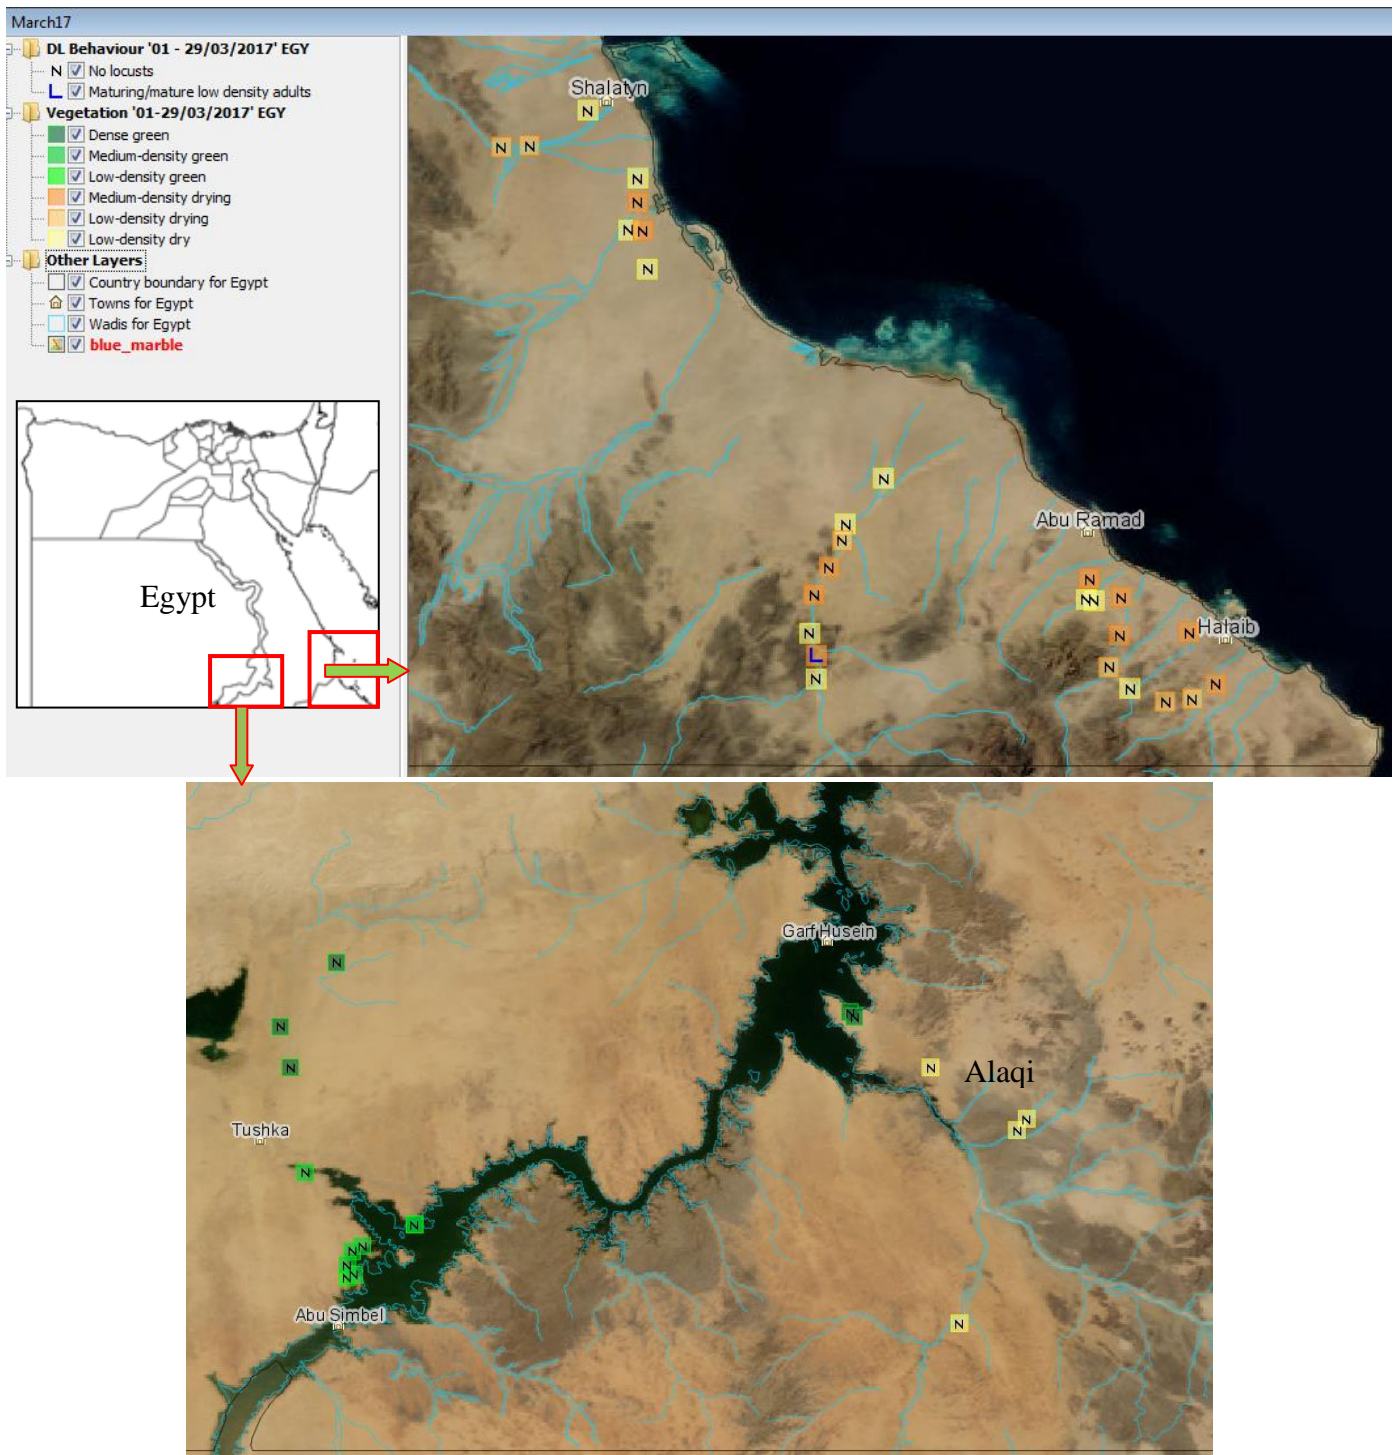 March17
DL Behaviour '01 - 29/03/2017' EGY
N No locusts
L Maturing/mature low density adults
Vegetation '01-29/03/2017' EGY
Dense green
Medium-density green
Low-density green
Medium-density drying
Low-density drying
Low-density dry
Other Layers
Country boundary for Egypt
Towns for Egypt
Wadis for Egypt
blue_marble
Egypt
Shalatyn
N
N N
N
N
N N
N
N
N
N
N
N
N
L
N
Abu Ramad
N
N N N
N
N
Halaib
N
N
N N N
Garf Husein
N
N
N N
N
N
Alaqi
N
N
Tushka
N
N
N N
N
N N
Abu Simbel
N